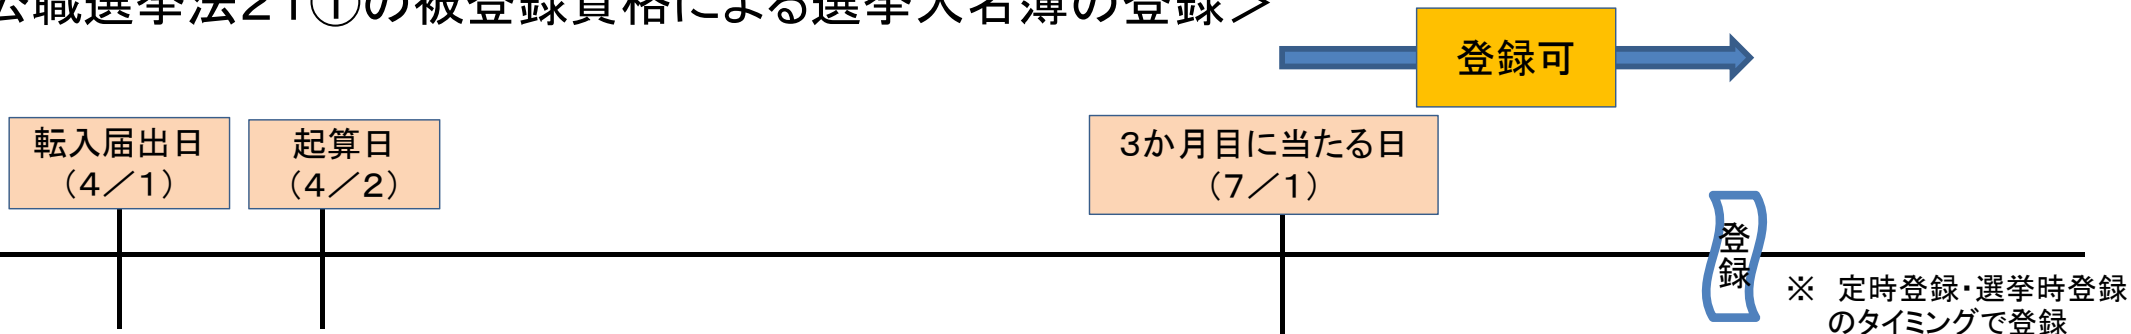 公職選挙法21①の被登録資格による選挙人名簿の登録＞
登録可
転入届出日
（４／１）
起算日
（４／２）
３か月目に当たる日
（７／１）
登録
※　定時登録・選挙時登録
のタイミングで登録